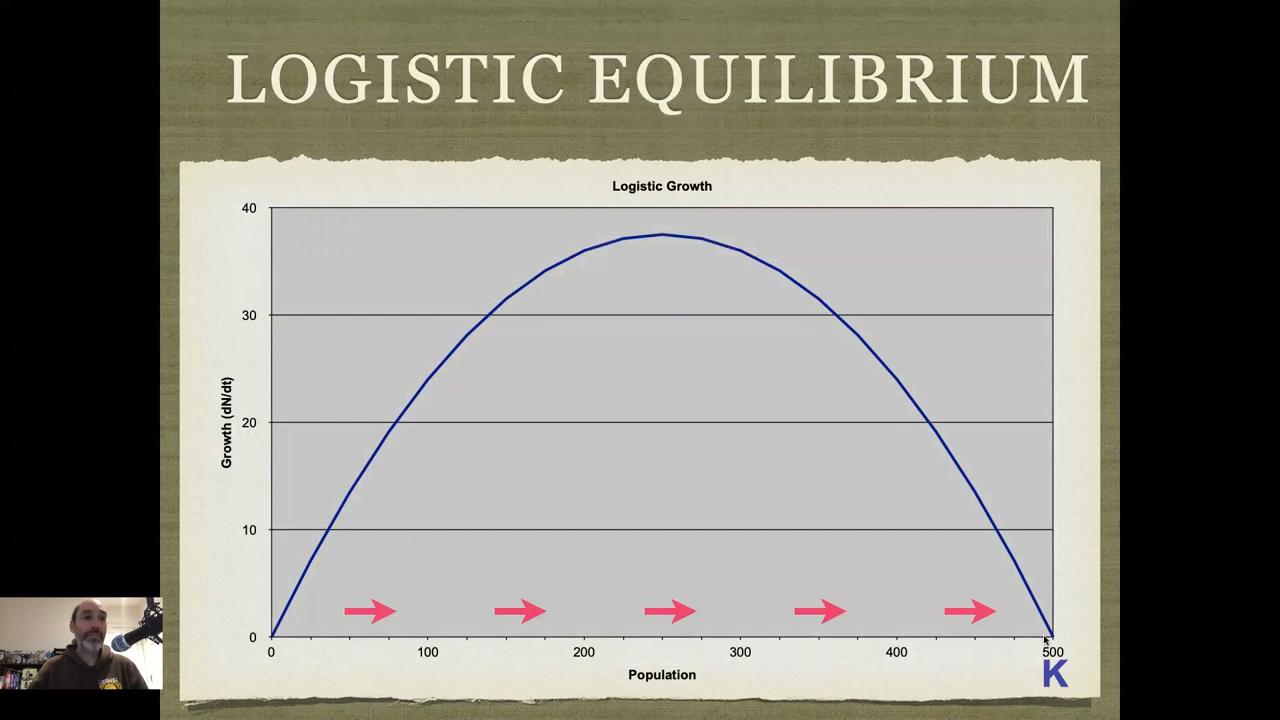 LOGISTIC EQUILIBRIUM
Logistic Growth
40
30
20
10
0
Growth (dN/dt)
0 100 200 300 400 500
Population
K